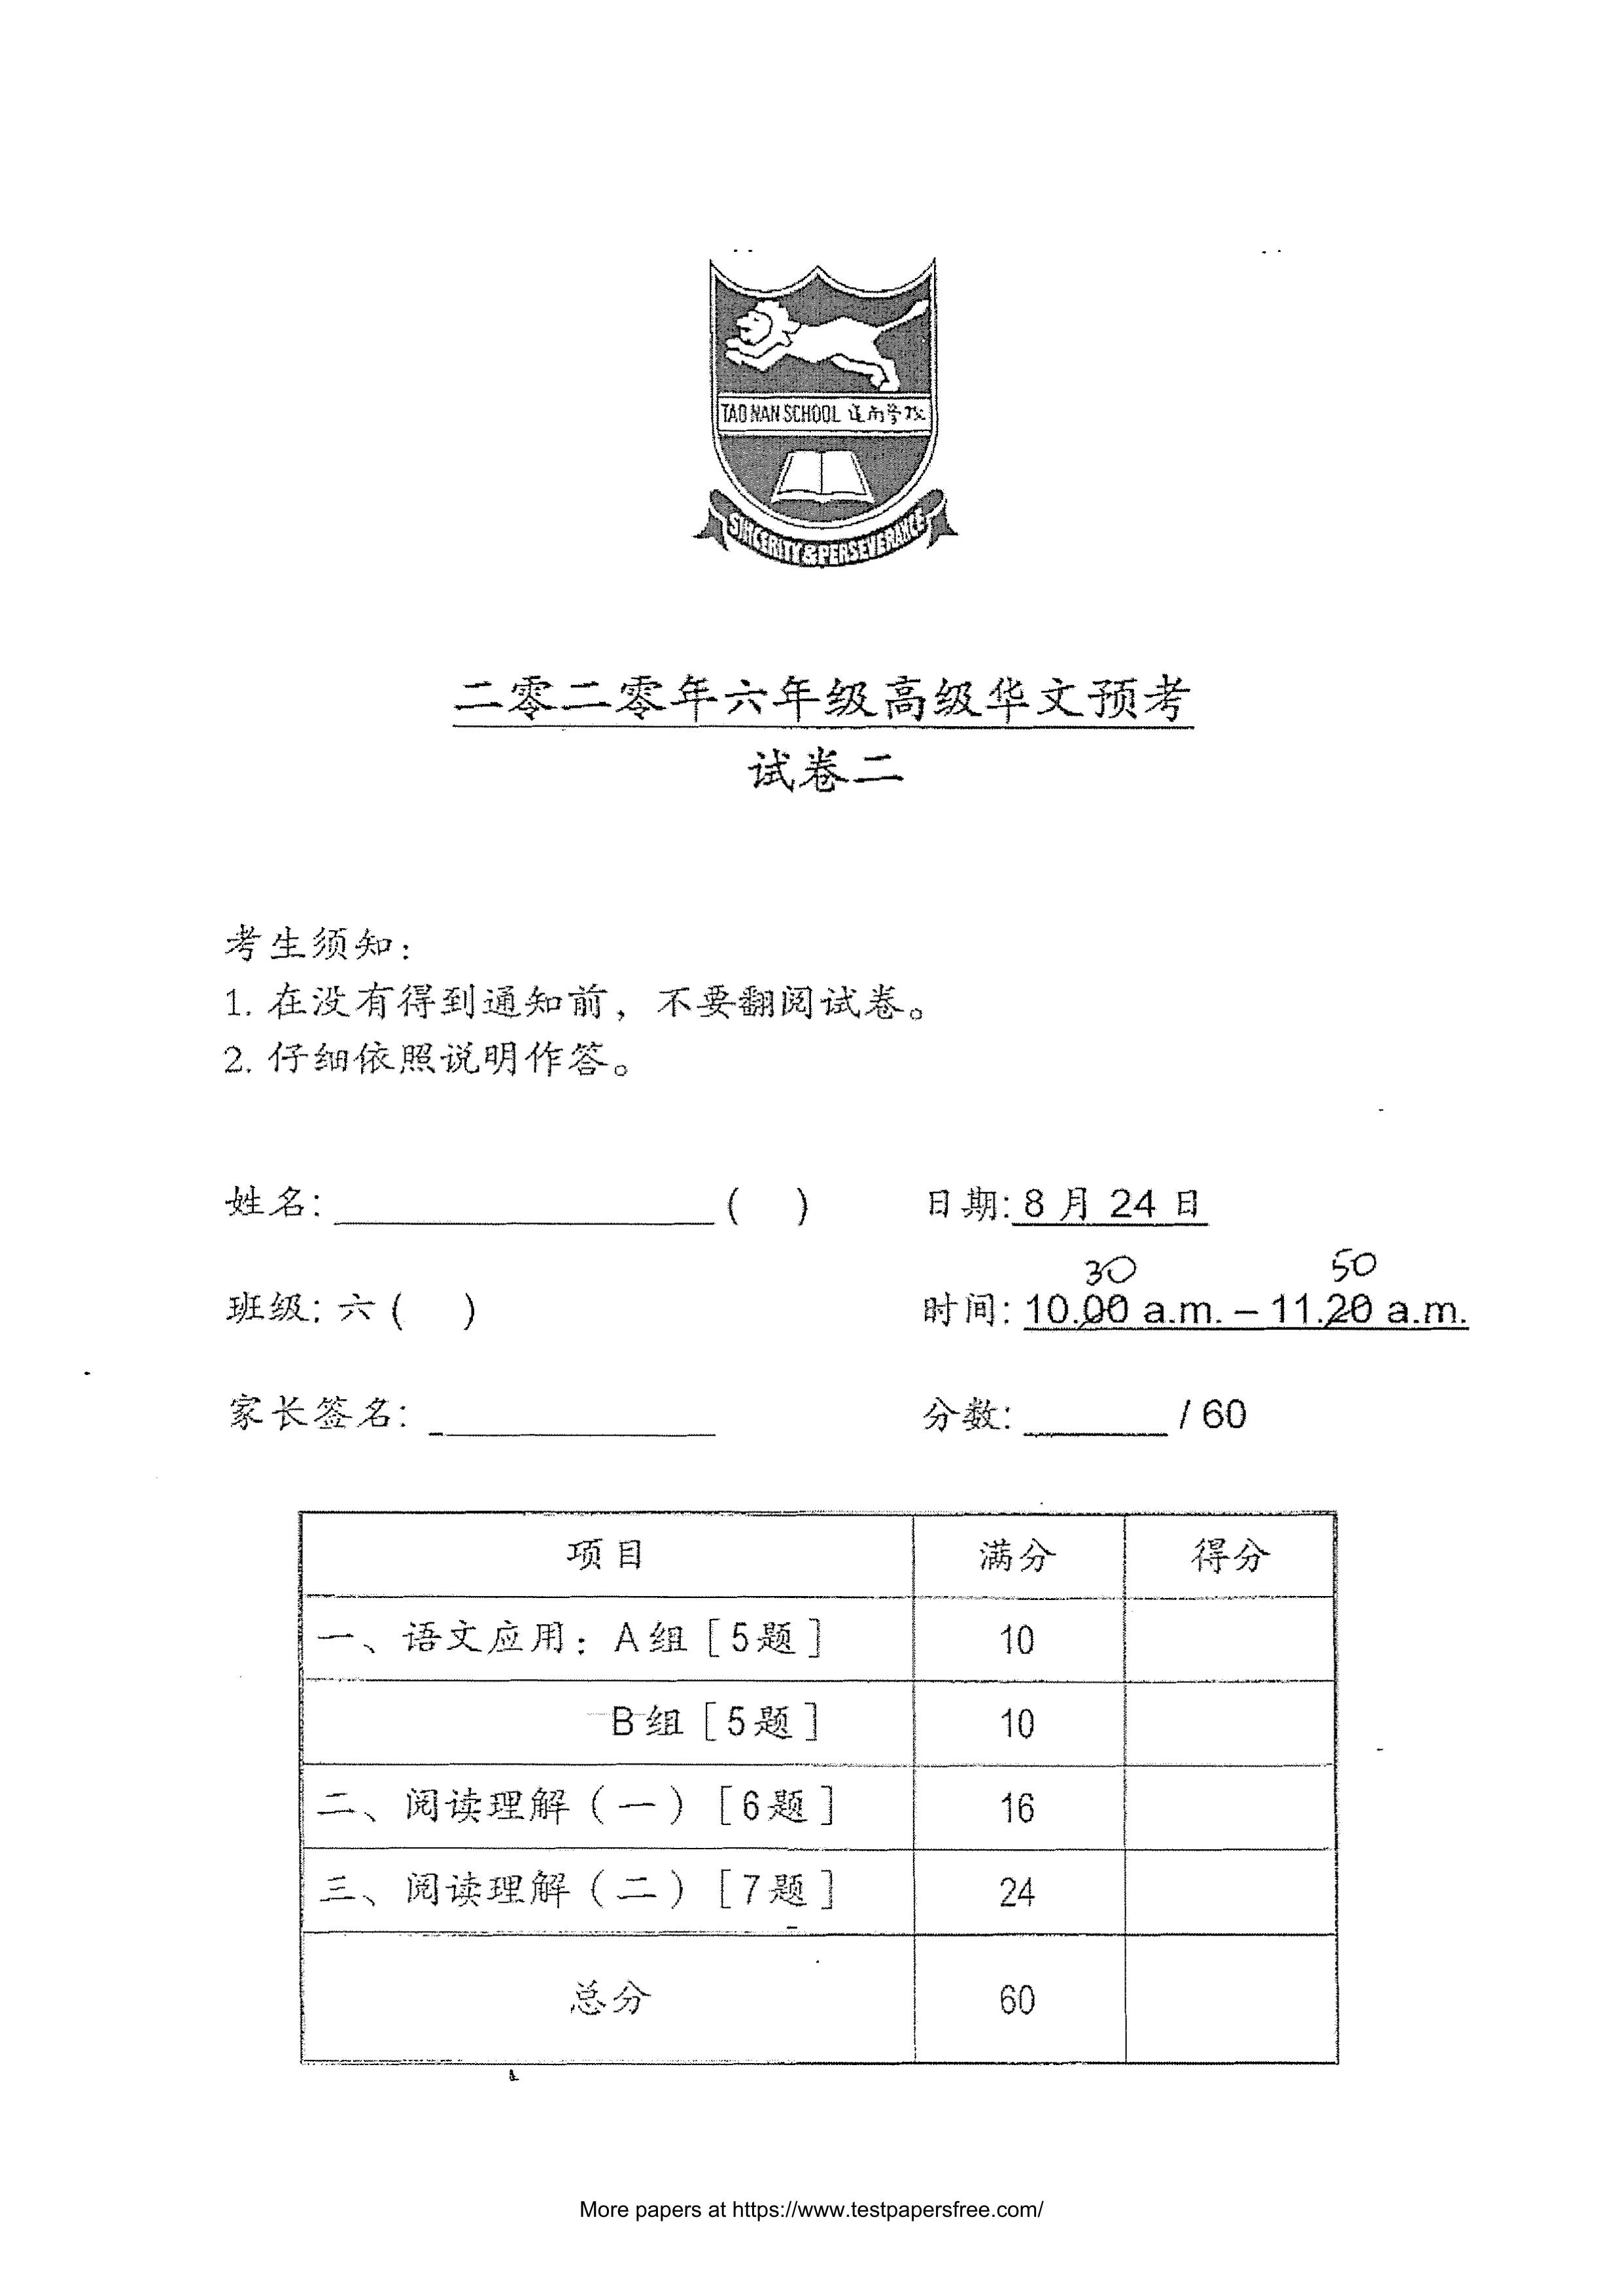 TAO NAN SCHOOL 道南学校
SINCERITY & PERSEVERANCE
二零二零年六年级高级华文预考
试卷二
考生须知：
1. 在没有得到通知前，不要翻阅试卷。
2. 仔细依照说明作答。
姓名: ____________ ( ) 日期: 8 月 24 日
30 50
班级: 六 ( ) 时间: 10.00 a.m. – 11.20 a.m.
家长签名: ____________ 分数: ______ / 60
项目 满分 得分
一、语文应用：A 组［5 题］ 10
B 组［5 题］ 10
二、阅读理解（一）［6 题］ 16
三、阅读理解（二）［7 题］ 24
总分 60
More papers at https://www.testpapersfree.com/